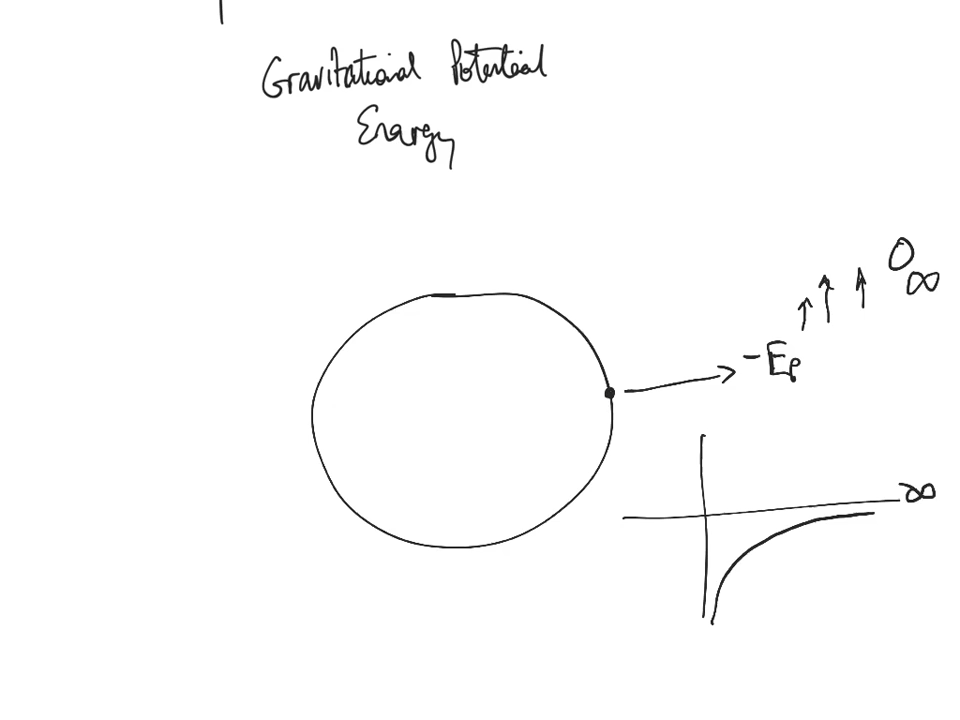 Gravitational Potential
Energy
0
∞
-Ep
∞